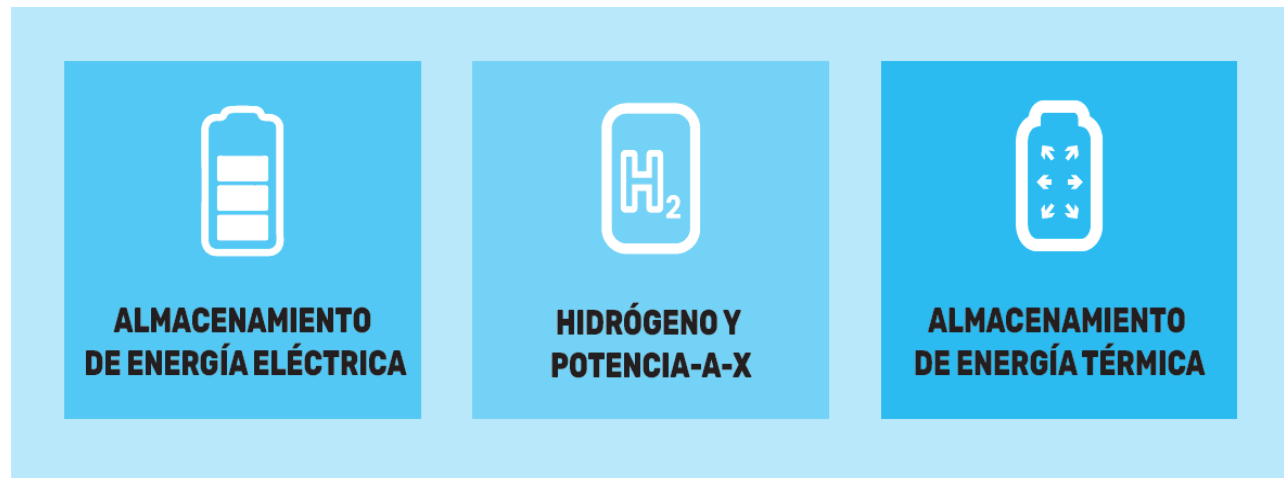 ALMACENAMIENTO
DE ENERGÍA ELÉCTRICA
H2
HIDRÓGENO Y
POTENCIA-A-X
ALMACENAMIENTO
DE ENERGÍA TÉRMICA